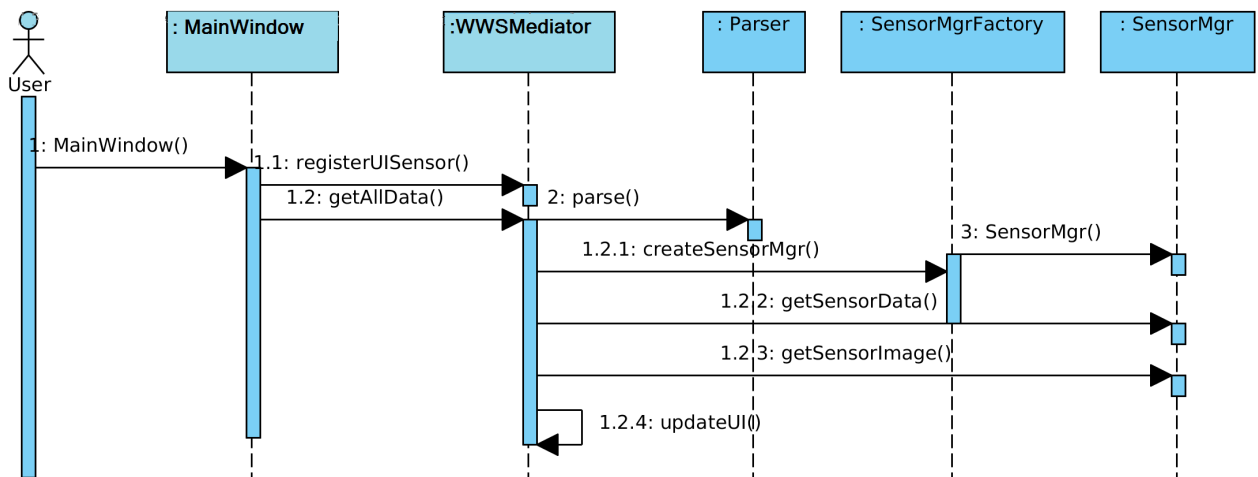 : MainWindow
:WWSMediator
: Parser
: SensorMgrFactory
: SensorMgr
User
1: MainWindow()
1.1: registerUISensor()
1.2: getAllData()
2: parse()
3: SensorMgr()
1.2.1: createSensorMgr()
1.2.2: getSensorData()
1.2.3: getSensorImage()
1.2.4: updateUI()